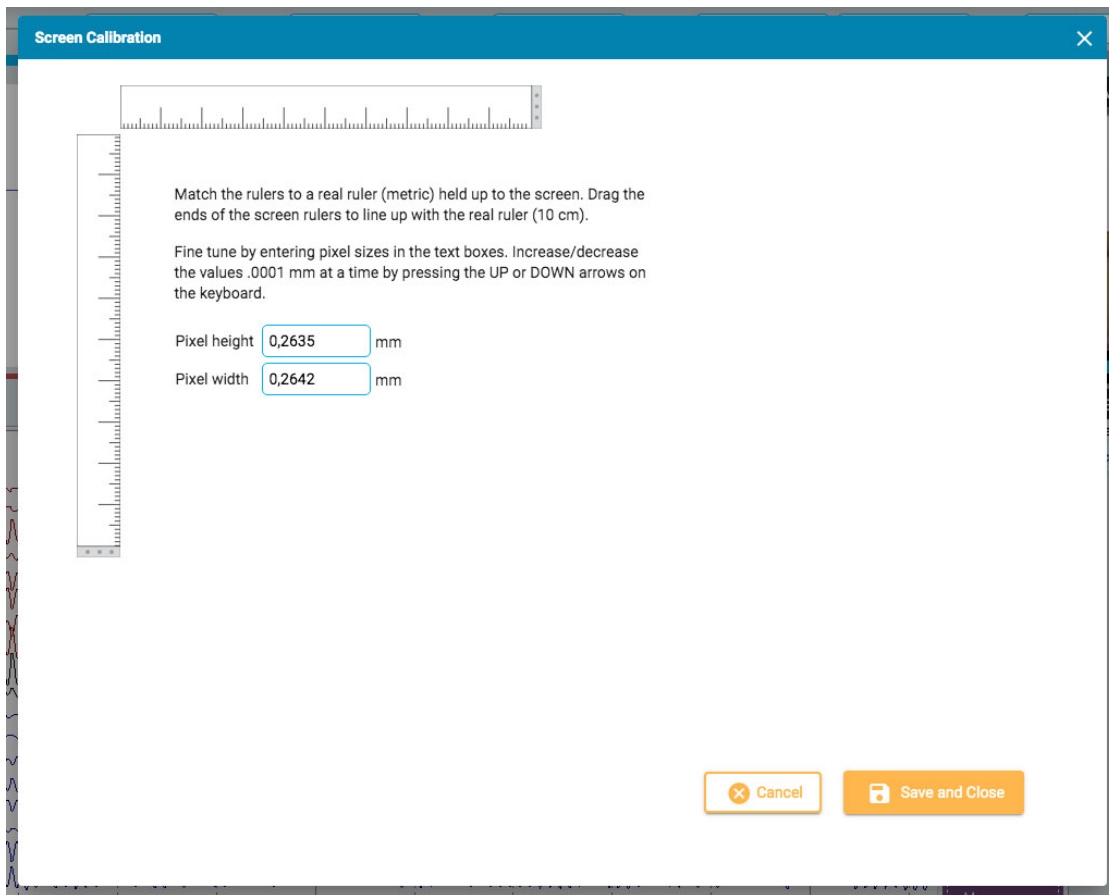 Screen Calibration
Match the rulers to a real ruler (metric) held up to the screen. Drag the
ends of the screen rulers to line up with the real ruler (10 cm).
Fine tune by entering pixel sizes in the text boxes. Increase/decrease
the values .0001 mm at a time by pressing the UP or DOWN arrows on
the keyboard.
Pixel height 0,2635 mm
Pixel width 0,2642 mm
Cancel Save and Close